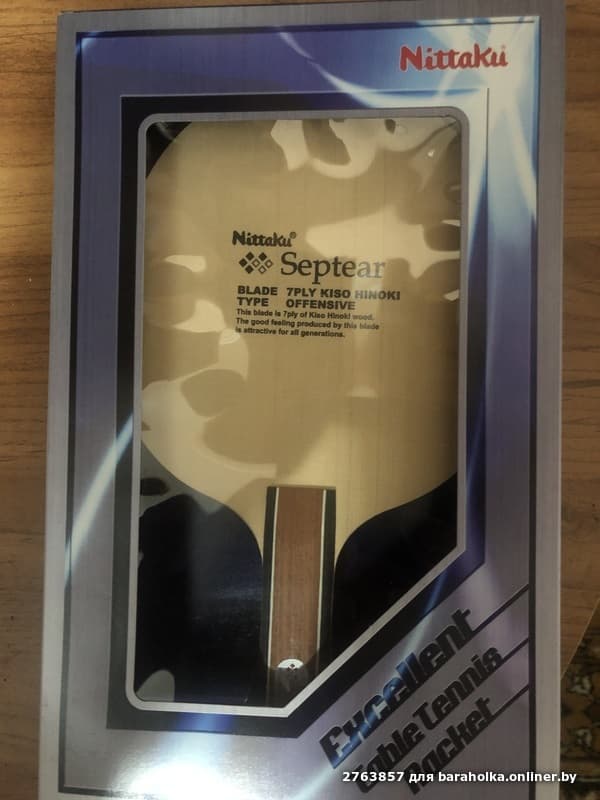 Nittaku
Nittaku®
Septear
BLADE 7PLY KISO HINOKI
TYPE OFFENSIVE
This blade is 7ply of Kiso Hinoki wood.
The good feeling produced by this blade
is attractive for all generations.
Excellent
Table Tennis
Racket
2763857 для baraholka.onliner.by